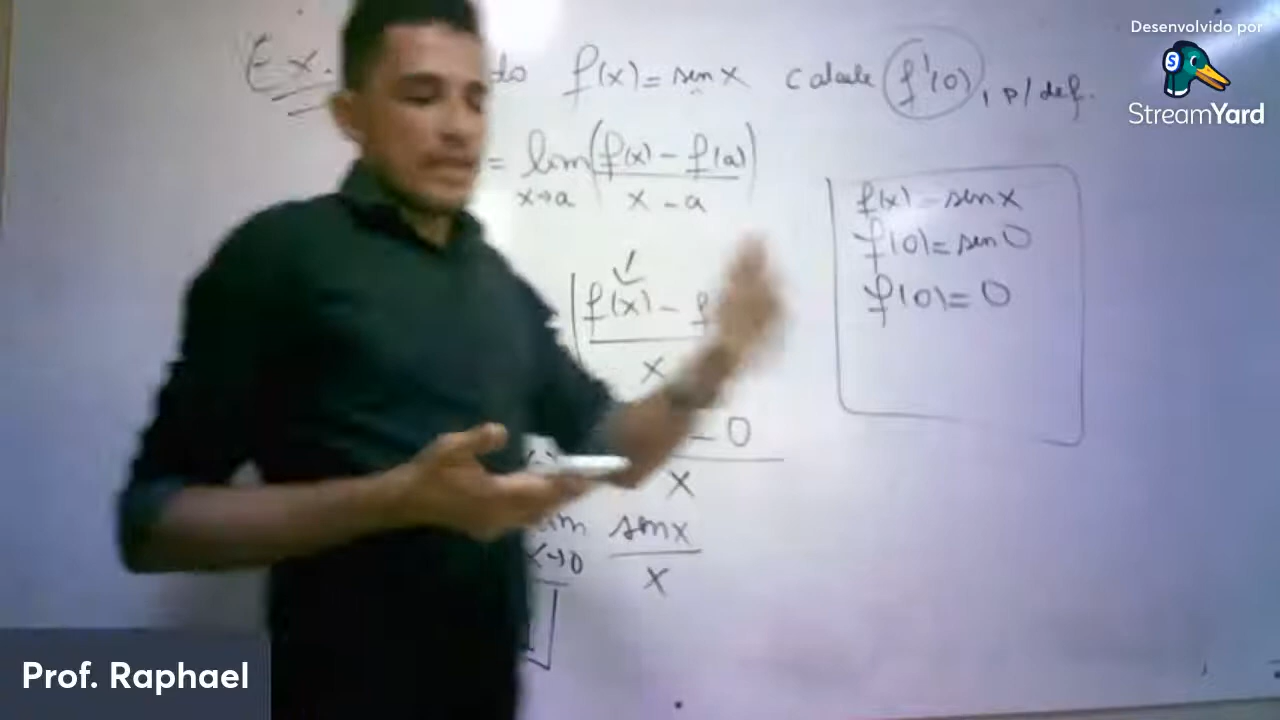 Desenvolvido por
StreamYard
Ex. do f(x) = sen x calcule f'(0), p/ def.
= lim (f(x) - f(a))
x→a x - a
f(x) - f
x
- 0
x
lim sen x
x→0 x
f(x) = sen x
f(0) = sen 0
f(0) = 0
Prof. Raphael